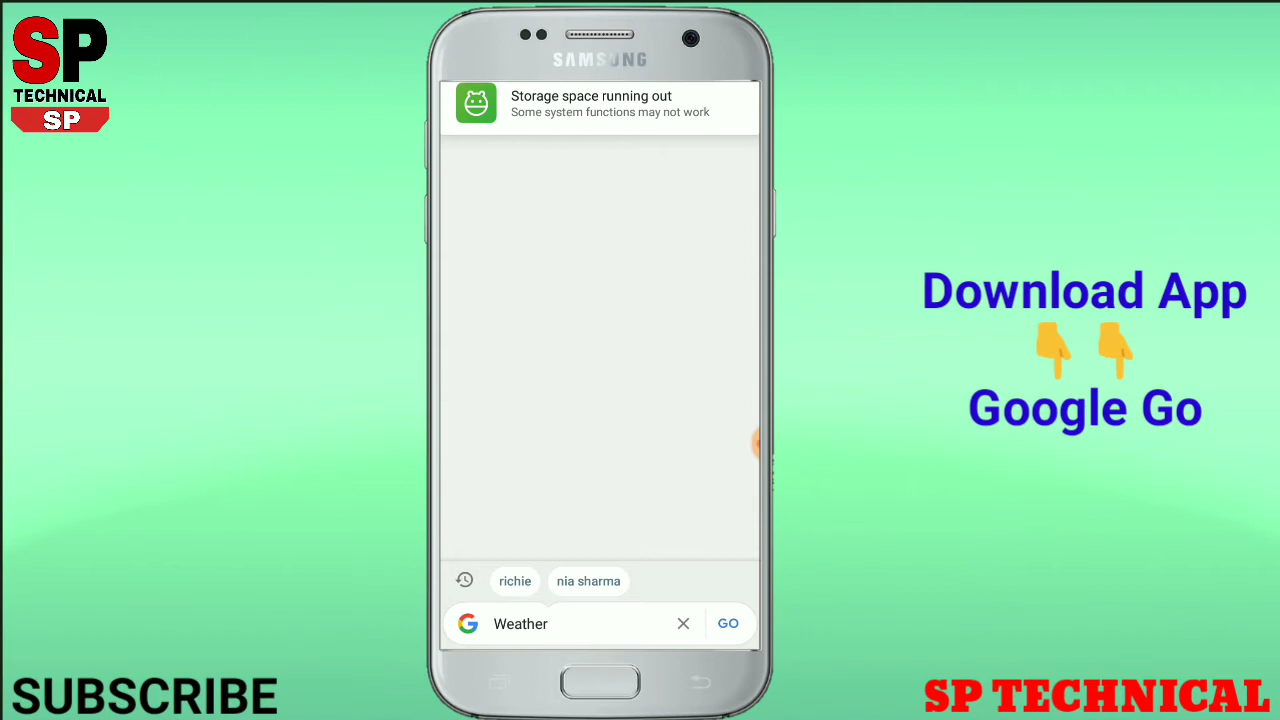 SP
TECHNICAL
SP
SAMSUNG
Storage space running out
Some system functions may not work
Download App
👇 👇
Google Go
richie
nia sharma
G
Weather
GO
SUBSCRIBE
SP TECHNICAL